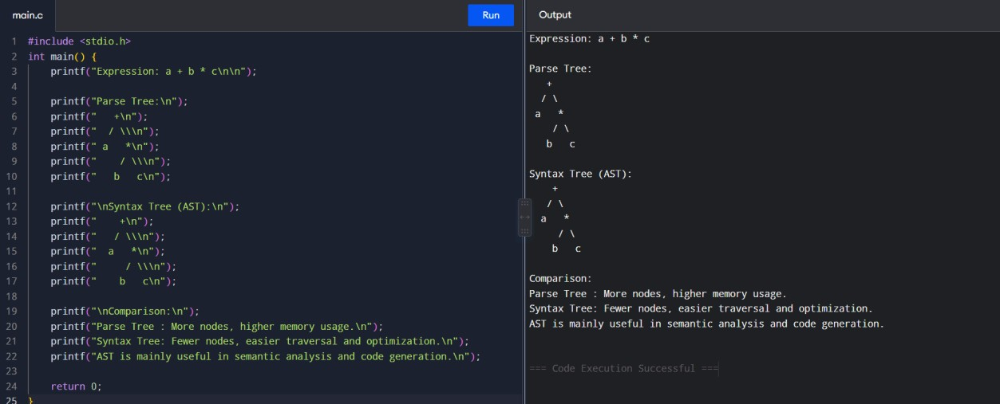 main.c
Run
1 #include <stdio.h>
2 int main() {
3     printf("Expression: a + b * c\n\n");
4
5     printf("Parse Tree:\n");
6     printf("   +\n");
7     printf("  / \\\n");
8     printf(" a   *\n");
9     printf("    / \\\n");
10     printf("   b   c\n");
11
12     printf("\nSyntax Tree (AST):\n");
13     printf("    +\n");
14     printf("   / \\\n");
15     printf("  a   *\n");
16     printf("     / \\\n");
17     printf("    b   c\n");
18
19     printf("\nComparison:\n");
20     printf("Parse Tree : More nodes, higher memory usage.\n");
21     printf("Syntax Tree: Fewer nodes, easier traversal and optimization.\n");
22     printf("AST is mainly useful in semantic analysis and code generation.\n");
23
24     return 0;
25 }
Output
Expression: a + b * c
Parse Tree:
   +
  / \
 a   *
    / \
   b   c
Syntax Tree (AST):
    +
   / \
  a   *
     / \
    b   c
Comparison:
Parse Tree : More nodes, higher memory usage.
Syntax Tree: Fewer nodes, easier traversal and optimization.
AST is mainly useful in semantic analysis and code generation.
=== Code Execution Successful ===